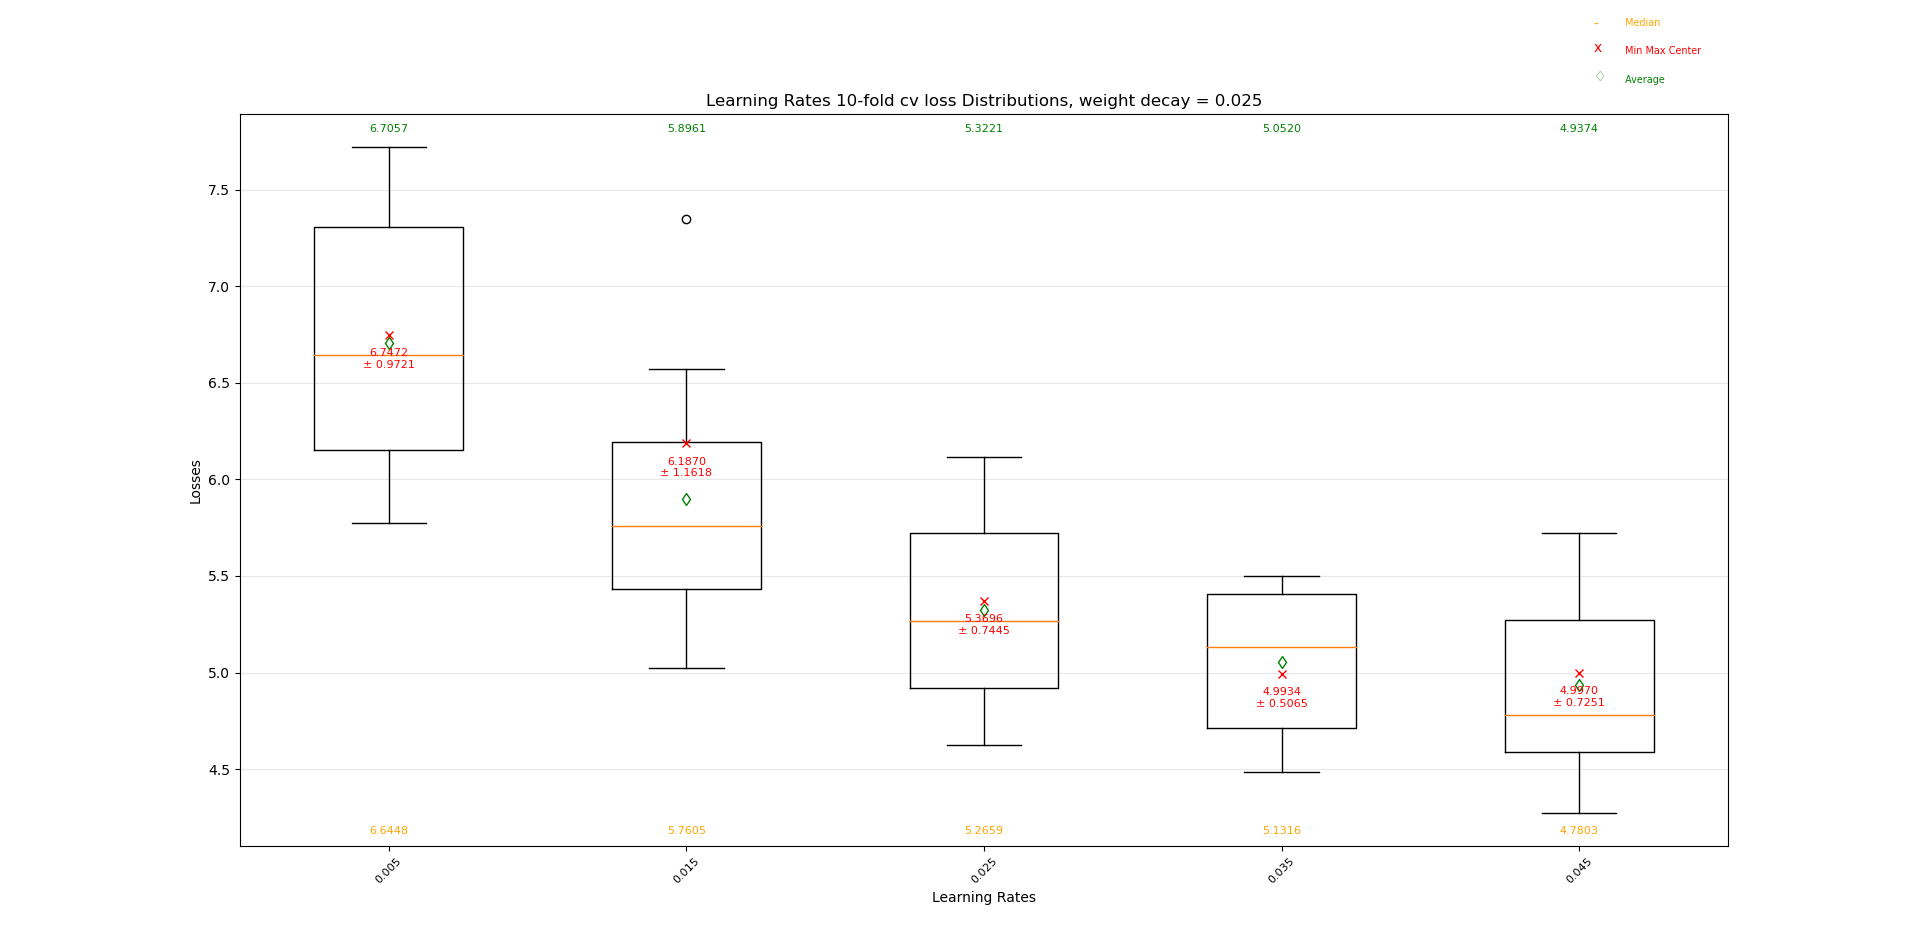 - Median
x Min Max Center
◇ Average
Learning Rates 10-fold cv loss Distributions, weight decay = 0.025
6.7057 5.8961 5.3221 5.0520 4.9374
7.5
7.0
6.5
6.0
5.5
5.0
4.5
Losses
6.7472
± 0.9721
6.1870
± 1.1618
5.3696
± 0.7445
4.9934
± 0.5065
4.9970
± 0.7251
6.6448 5.7605 5.2659 5.1316 4.7803
0.005 0.015 0.025 0.035 0.045
Learning Rates